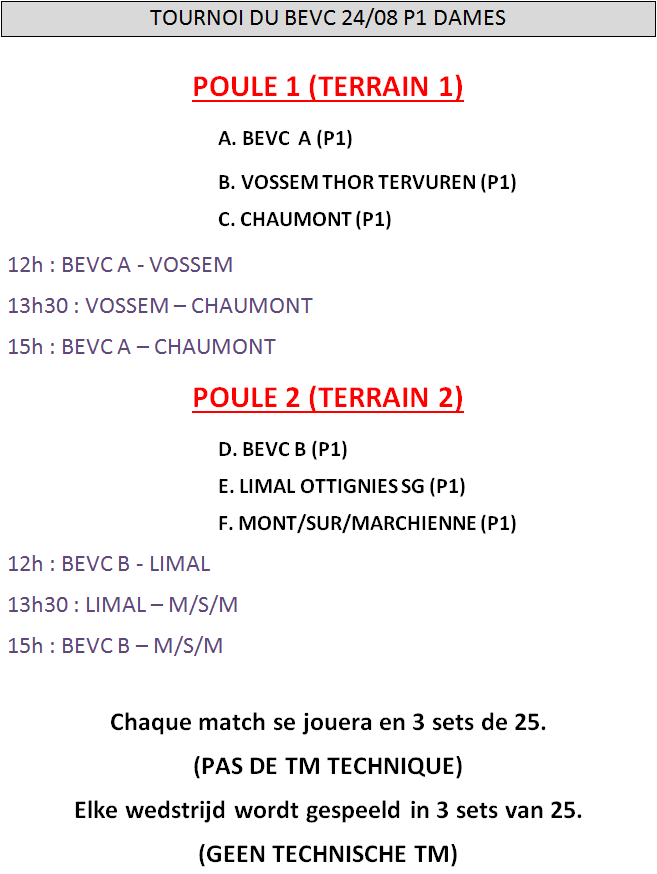 TOURNOI DU BEVC 24/08 P1 DAMES
POULE 1 (TERRAIN 1)
A. BEVC A (P1)
B. VOSSEM THOR TERVUREN (P1)
C. CHAUMONT (P1)
12h : BEVC A - VOSSEM
13h30 : VOSSEM – CHAUMONT
15h : BEVC A – CHAUMONT
POULE 2 (TERRAIN 2)
D. BEVC B (P1)
E. LIMAL OTTIGNIES SG (P1)
F. MONT/SUR/MARCHIENNE (P1)
12h : BEVC B - LIMAL
13h30 : LIMAL – M/S/M
15h : BEVC B – M/S/M
Chaque match se jouera en 3 sets de 25.
(PAS DE TM TECHNIQUE)
Elke wedstrijd wordt gespeeld in 3 sets van 25.
(GEEN TECHNISCHE TM)